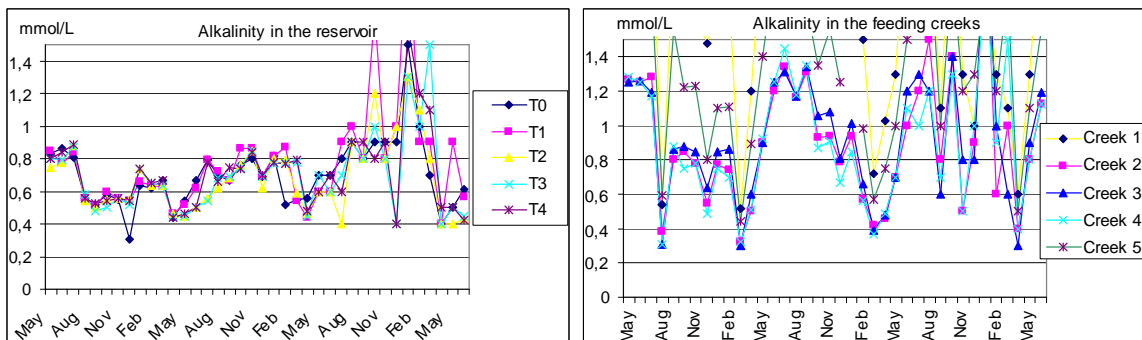 mmol/L
Alkalinity in the reservoir
1,4
1,2
1
0,8
0,6
0,4
0,2
0
May
Aug
Nov
Feb
May
Aug
Nov
Feb
May
Aug
Nov
Feb
May
T0
T1
T2
T3
T4
mmol/L
Alkalinity in the feeding creeks
1,4
1,2
1
0,8
0,6
0,4
0,2
0
May
Aug
Nov
Feb
May
Aug
Nov
Feb
May
Aug
Nov
Feb
May
Creek 1
Creek 2
Creek 3
Creek 4
Creek 5